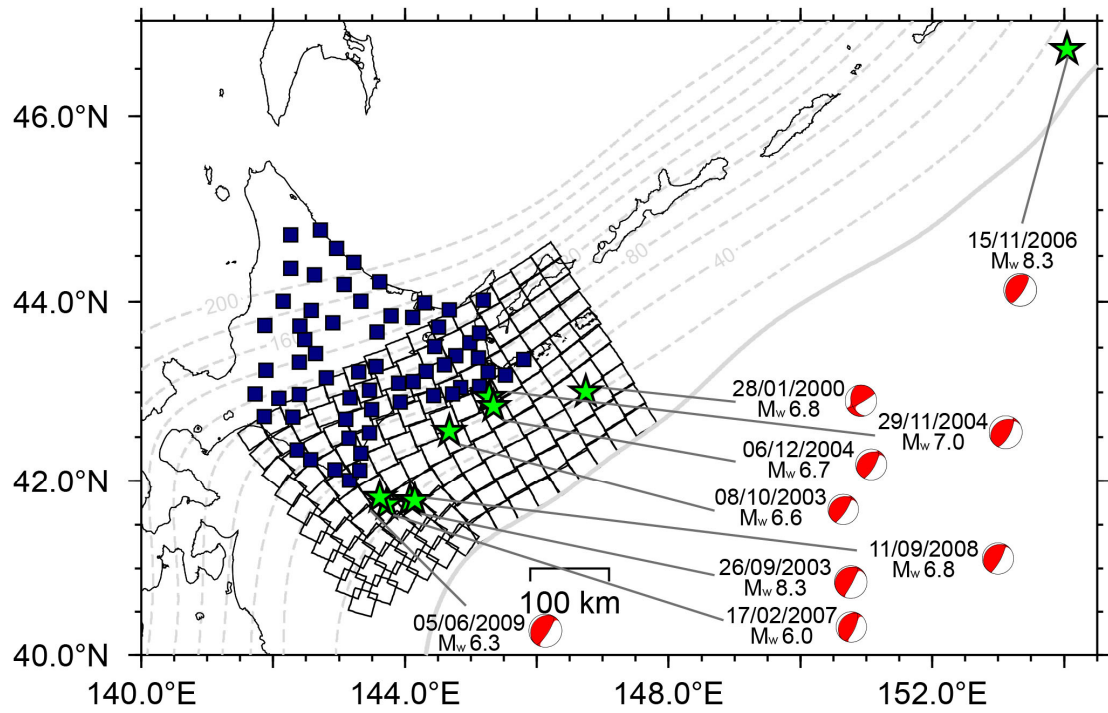 46.0°N
44.0°N
42.0°N
40.0°N
140.0°E
144.0°E
148.0°E
152.0°E
200
160
80
40
15/11/2006
Mw 8.3
28/01/2000
Mw 6.8
29/11/2004
Mw 7.0
06/12/2004
Mw 6.7
08/10/2003
Mw 6.6
11/09/2008
Mw 6.8
26/09/2003
Mw 8.3
17/02/2007
Mw 6.0
05/06/2009
Mw 6.3
100 km